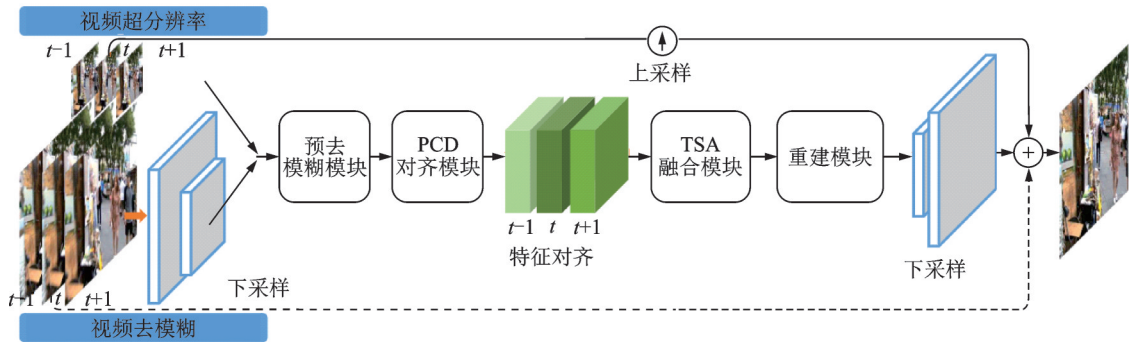 视频超分辨率
t−1 t t+1
上采样
预去
模糊模块
PCD
对齐模块
TSA
融合模块
重建模块
t−1 t t+1
特征对齐
下采样
下采样
t−1 t t+1
视频去模糊